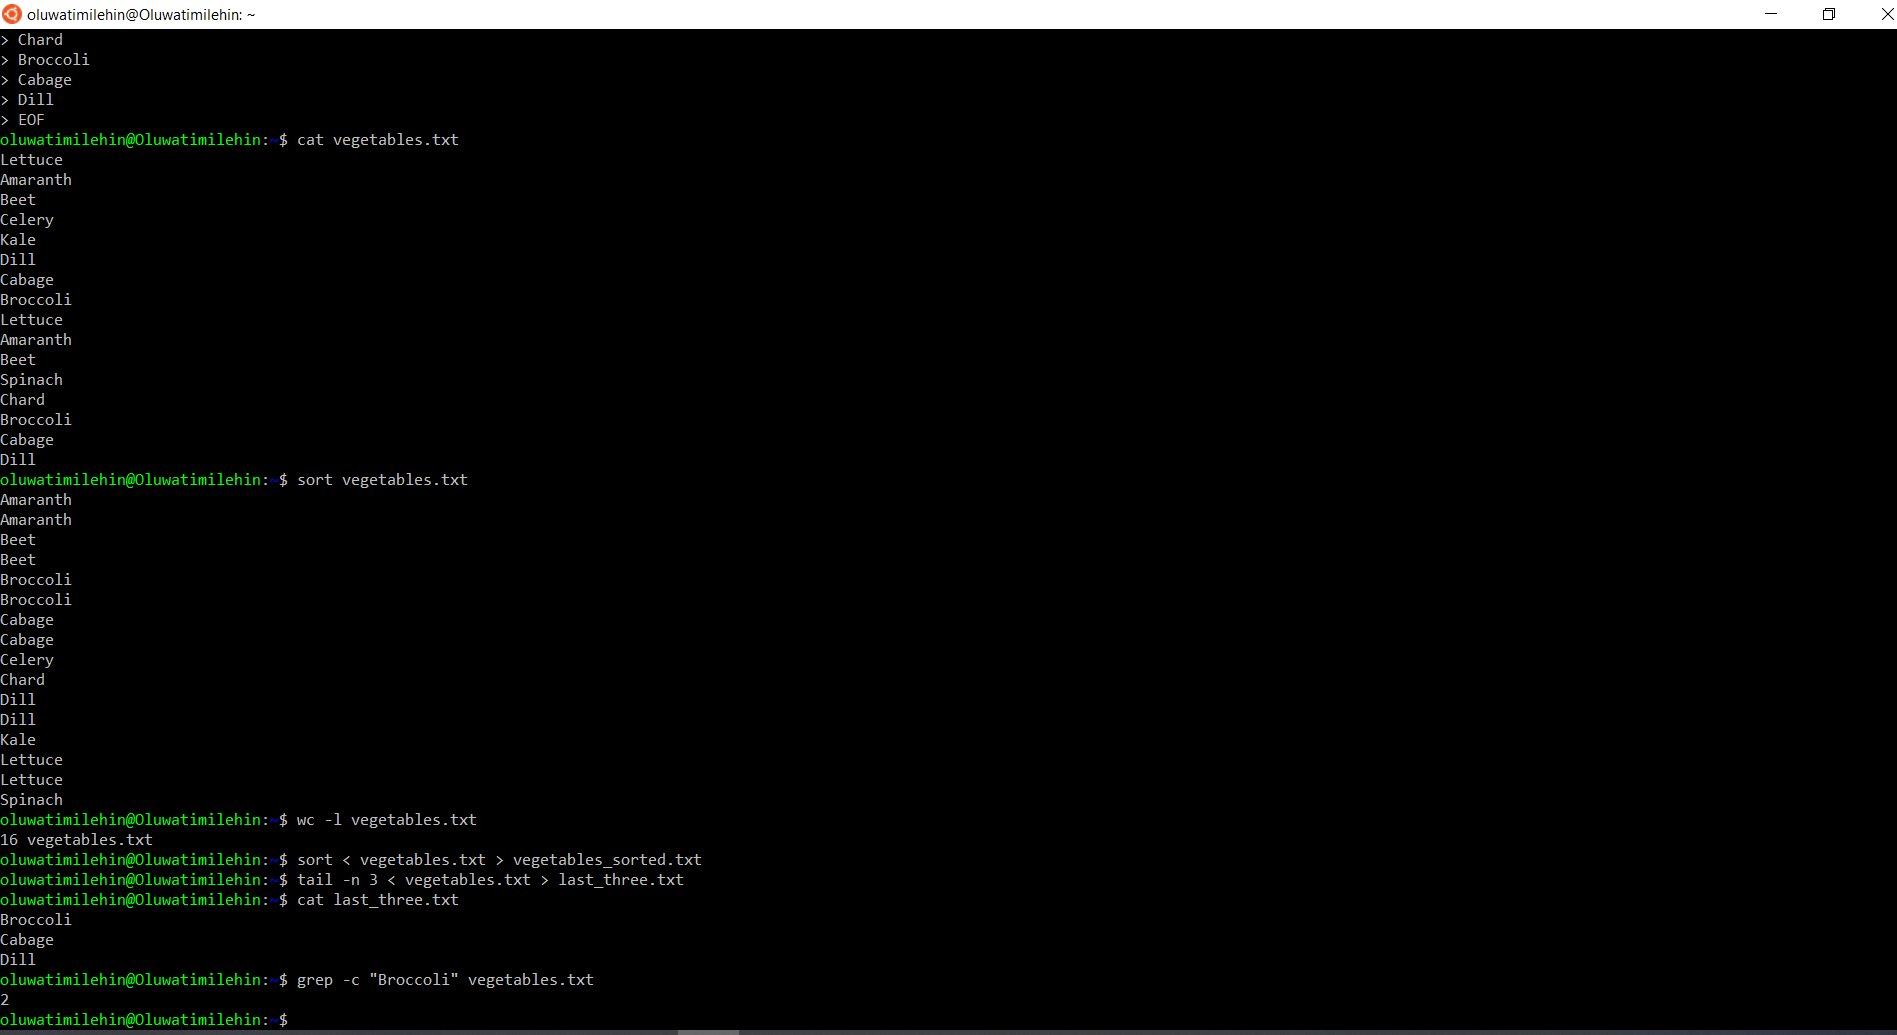 oluwatimilehin@Oluwatimilehin: ~
> Chard
> Broccoli
> Cabage
> Dill
> EOF
oluwatimilehin@Oluwatimilehin:~$ cat vegetables.txt
Lettuce
Amaranth
Beet
Celery
Kale
Dill
Cabage
Broccoli
Lettuce
Amaranth
Beet
Spinach
Chard
Broccoli
Cabage
Dill
oluwatimilehin@Oluwatimilehin:~$ sort vegetables.txt
Amaranth
Amaranth
Beet
Beet
Broccoli
Broccoli
Cabage
Cabage
Celery
Chard
Dill
Dill
Kale
Lettuce
Lettuce
Spinach
oluwatimilehin@Oluwatimilehin:~$ wc -l vegetables.txt
16 vegetables.txt
oluwatimilehin@Oluwatimilehin:~$ sort < vegetables.txt > vegetables_sorted.txt
oluwatimilehin@Oluwatimilehin:~$ tail -n 3 < vegetables.txt > last_three.txt
oluwatimilehin@Oluwatimilehin:~$ cat last_three.txt
Broccoli
Cabage
Dill
oluwatimilehin@Oluwatimilehin:~$ grep -c "Broccoli" vegetables.txt
2
oluwatimilehin@Oluwatimilehin:~$